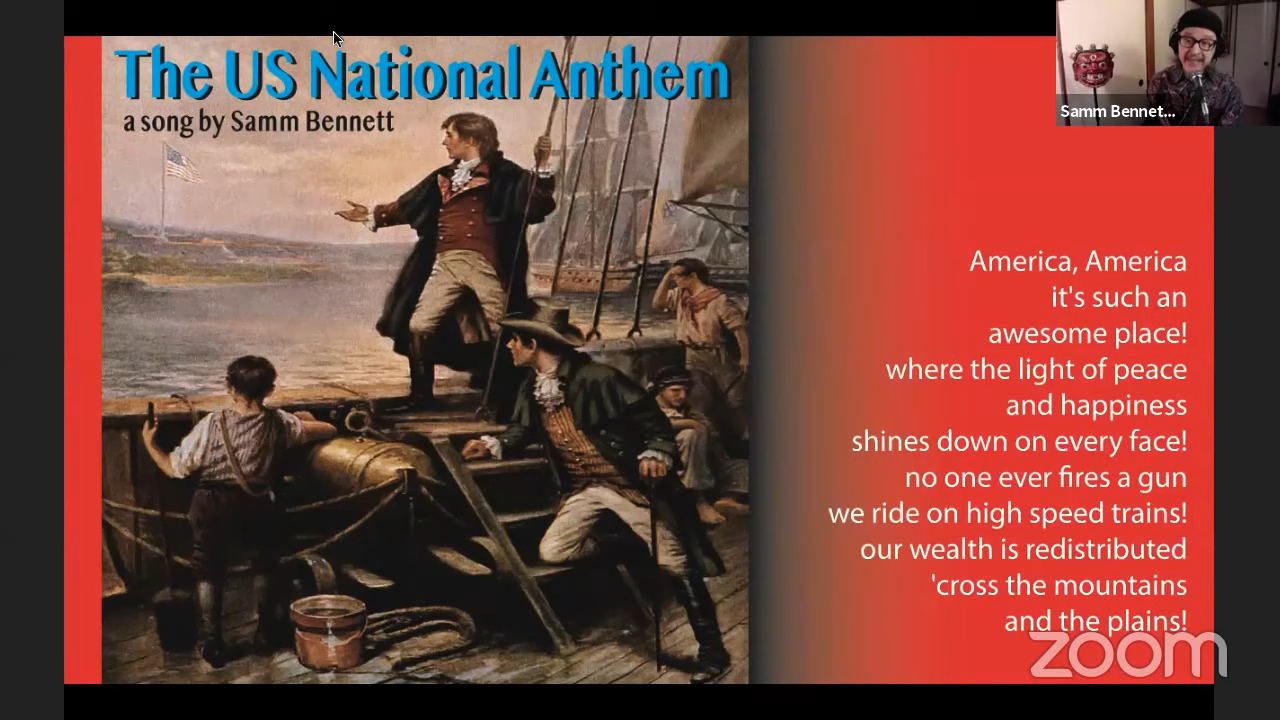 The US National Anthem
a song by Samm Bennett
Samm Bennet...
America, America
it's such an
awesome place!
where the light of peace
and happiness
shines down on every face!
no one ever fires a gun
we ride on high speed trains!
our wealth is redistributed
'cross the mountains
and the plains!
zoom